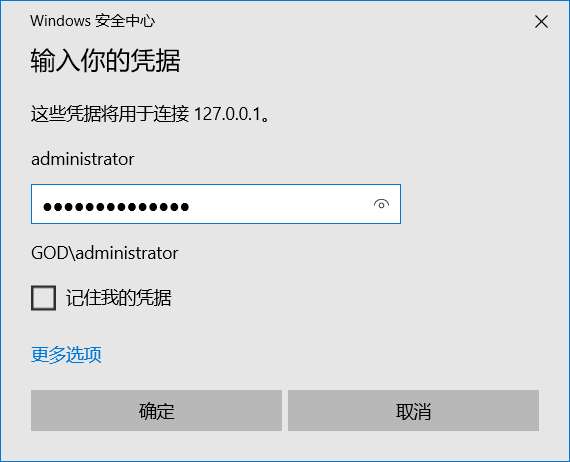 Windows 安全中心
输入你的凭据
这些凭据将用于连接 127.0.0.1。
administrator
●●●●●●●●●●●●●●
GOD\administrator
记住我的凭据
更多选项
确定
取消